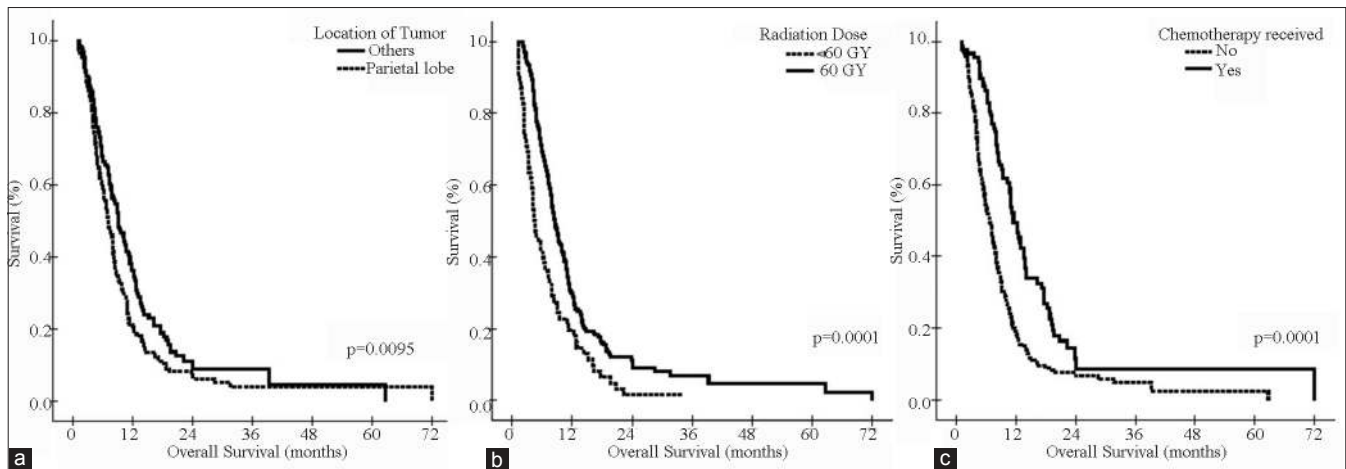 Location of Tumor
Others
Parietal lobe
10.
0.8
0.6
0.4
0.2
0.0
Survival (%)
p=0.0095
0 12 24 36 60 72
Overall Survival (months)
a
Radiation Dose
<60 GY
60 GY
10.
0.8
0.6
0.4
0.2
0.0
Survival (%)
p=0.0001
0 12 24 36 48 60 72
Overall Survival (months)
b
Chemotherapy received
No
Yes
10.
0.8
0.6
0.4
0.2
0.0
Survival (%)
p=0.0001
0 12 24 36 48 60 72
Overall Survival (months)
c